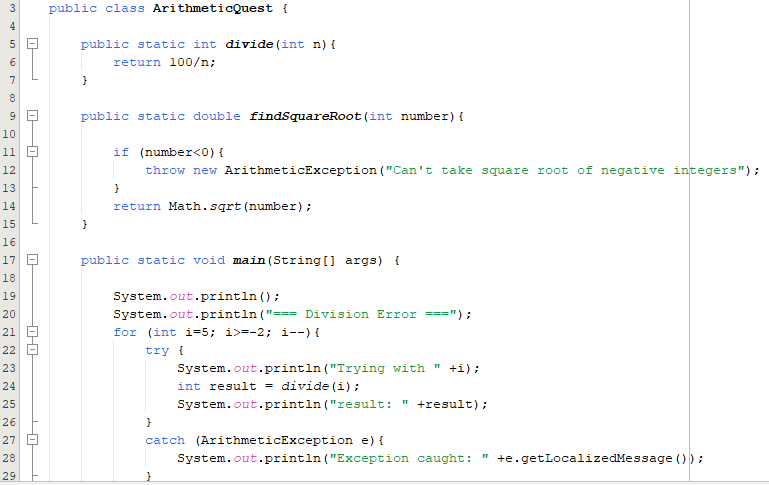 3 public class ArithmeticQuest {
4
5 public static int divide(int n){
6 return 100/n;
7 }
8
9 public static double findSquareRoot(int number){
10
11 if (number<0){
12 throw new ArithmeticException("Can't take square root of negative integers");
13 }
14 return Math.sqrt(number);
15 }
16
17 public static void main(String[] args) {
18
19 System.out.println();
20 System.out.println("=== Division Error ===");
21 for (int i=5; i>=-2; i--){
22 try {
23 System.out.println("Trying with " +i);
24 int result = divide(i);
25 System.out.println("result: " +result);
26 }
27 catch (ArithmeticException e){
28 System.out.println("Exception caught: " +e.getLocalizedMessage());
29 }